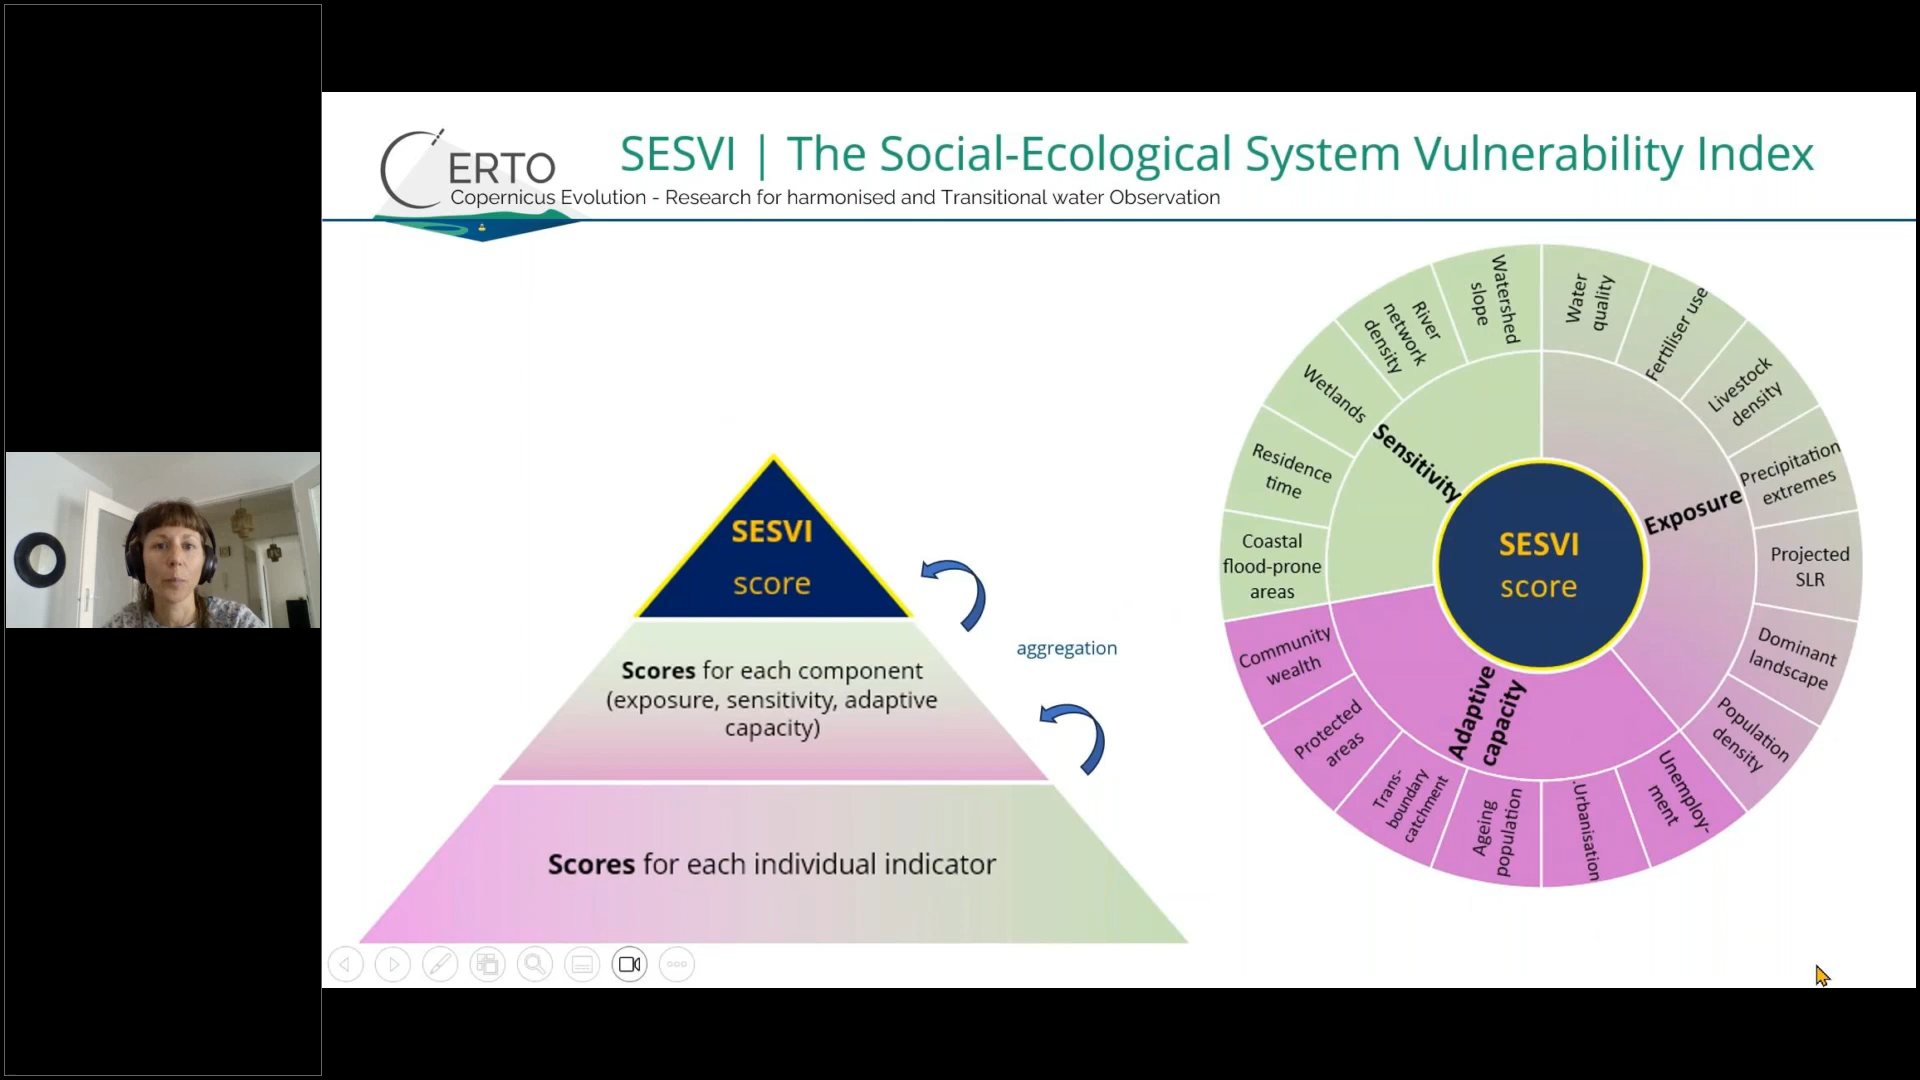 CERTO
SESVI | The Social-Ecological System Vulnerability Index
Copernicus Evolution - Research for harmonised and Transitional water Observation
SESVI
score
Scores for each component
(exposure, sensitivity, adaptive
capacity)
Scores for each individual indicator
aggregation
SESVI
score
Exposure
Adaptive
capacity
Sensitivity
Water
quality
Fertiliser use
Livestock
density
Precipitation
extremes
Projected
SLR
Dominant
landscape
Population
density
Unemploy-
ment
.Urbanisation
Ageing
population
Trans-
boundary
catchment
Protected
areas
Community
wealth
Coastal
flood-prone
areas
Residence
time
Wetlands
River
network
density
Watershed
slope